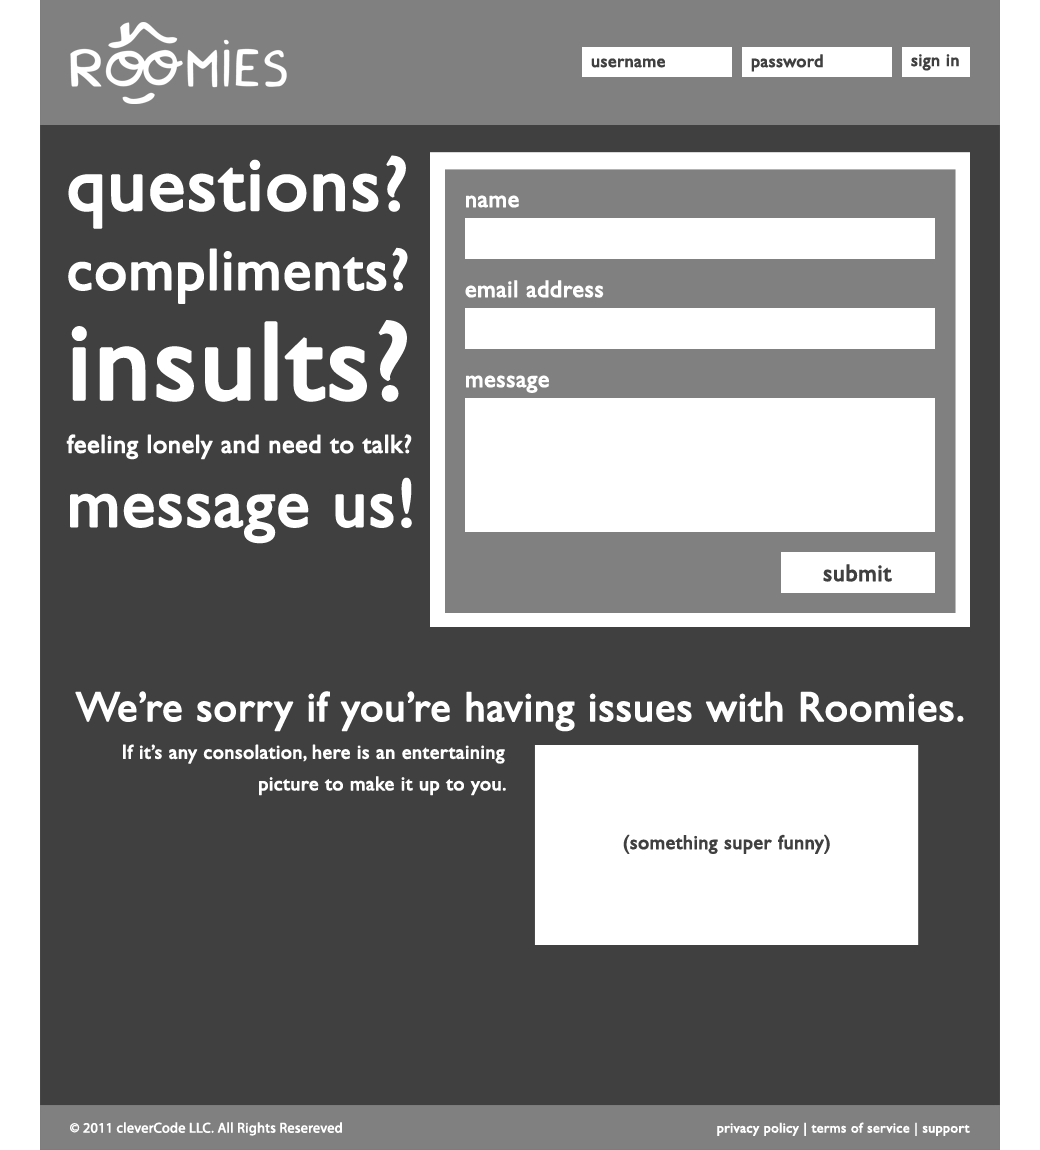 ROOMIES
username
password
sign in
questions?
compliments?
insults?
feeling lonely and need to talk?
message us!
name
email address
message
submit
We’re sorry if you’re having issues with Roomies.
If it’s any consolation, here is an entertaining
picture to make it up to you.
(something super funny)
© 2011 cleverCode LLC. All Rights Resereved
privacy policy | terms of service | support